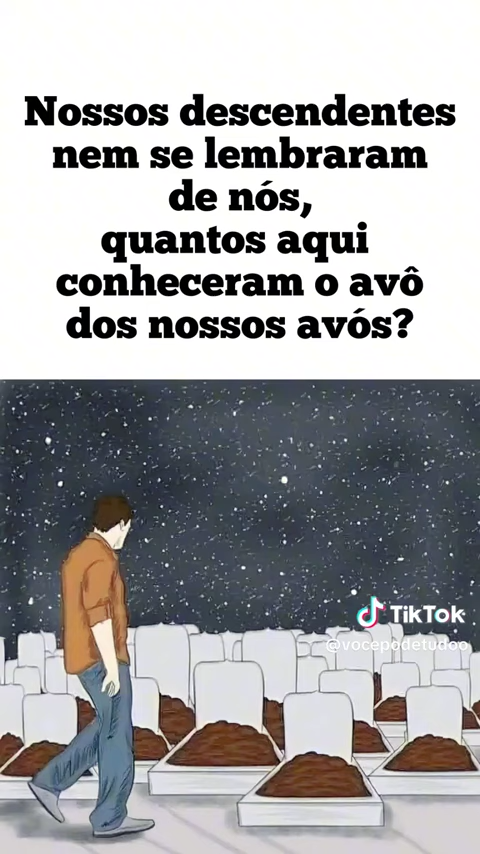 Nossos descendentes
nem se lembraram
de nós,
quantos aqui
conheceram o avô
dos nossos avós?
TikTok
@vocepodetudoo